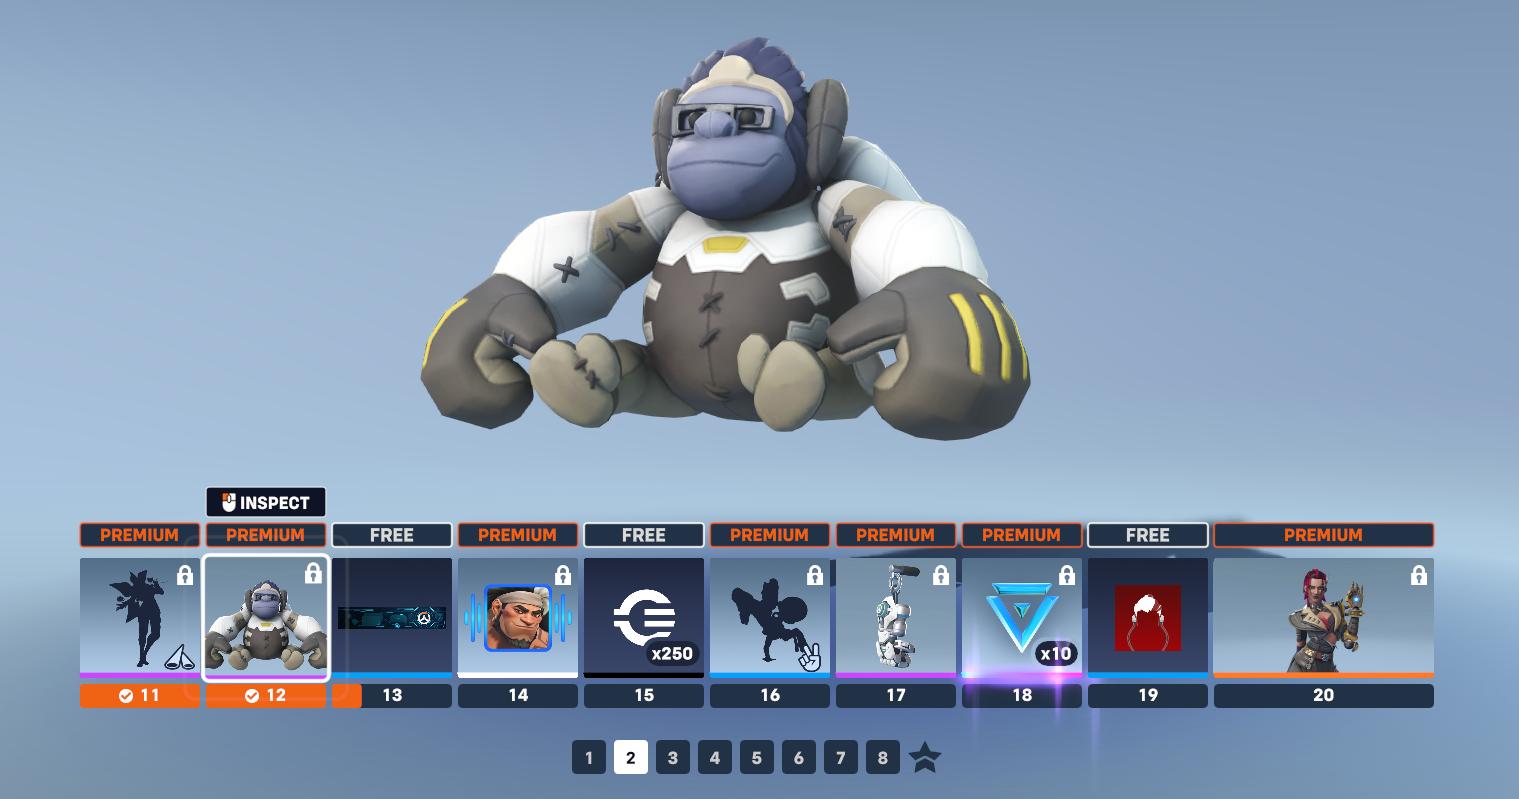 INSPECT
PREMIUM PREMIUM FREE PREMIUM FREE PREMIUM PREMIUM PREMIUM FREE PREMIUM
x250 x10
11 12 13 14 15 16 17 18 19 20
1 2 3 4 5 6 7 8